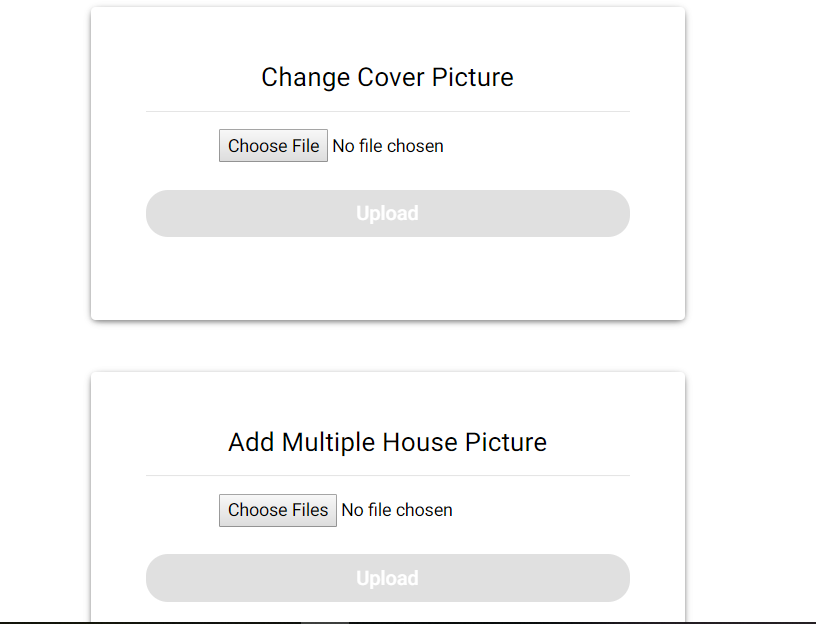 Change Cover Picture
Choose File No file chosen
Upload
Add Multiple House Picture
Choose Files No file chosen
Upload